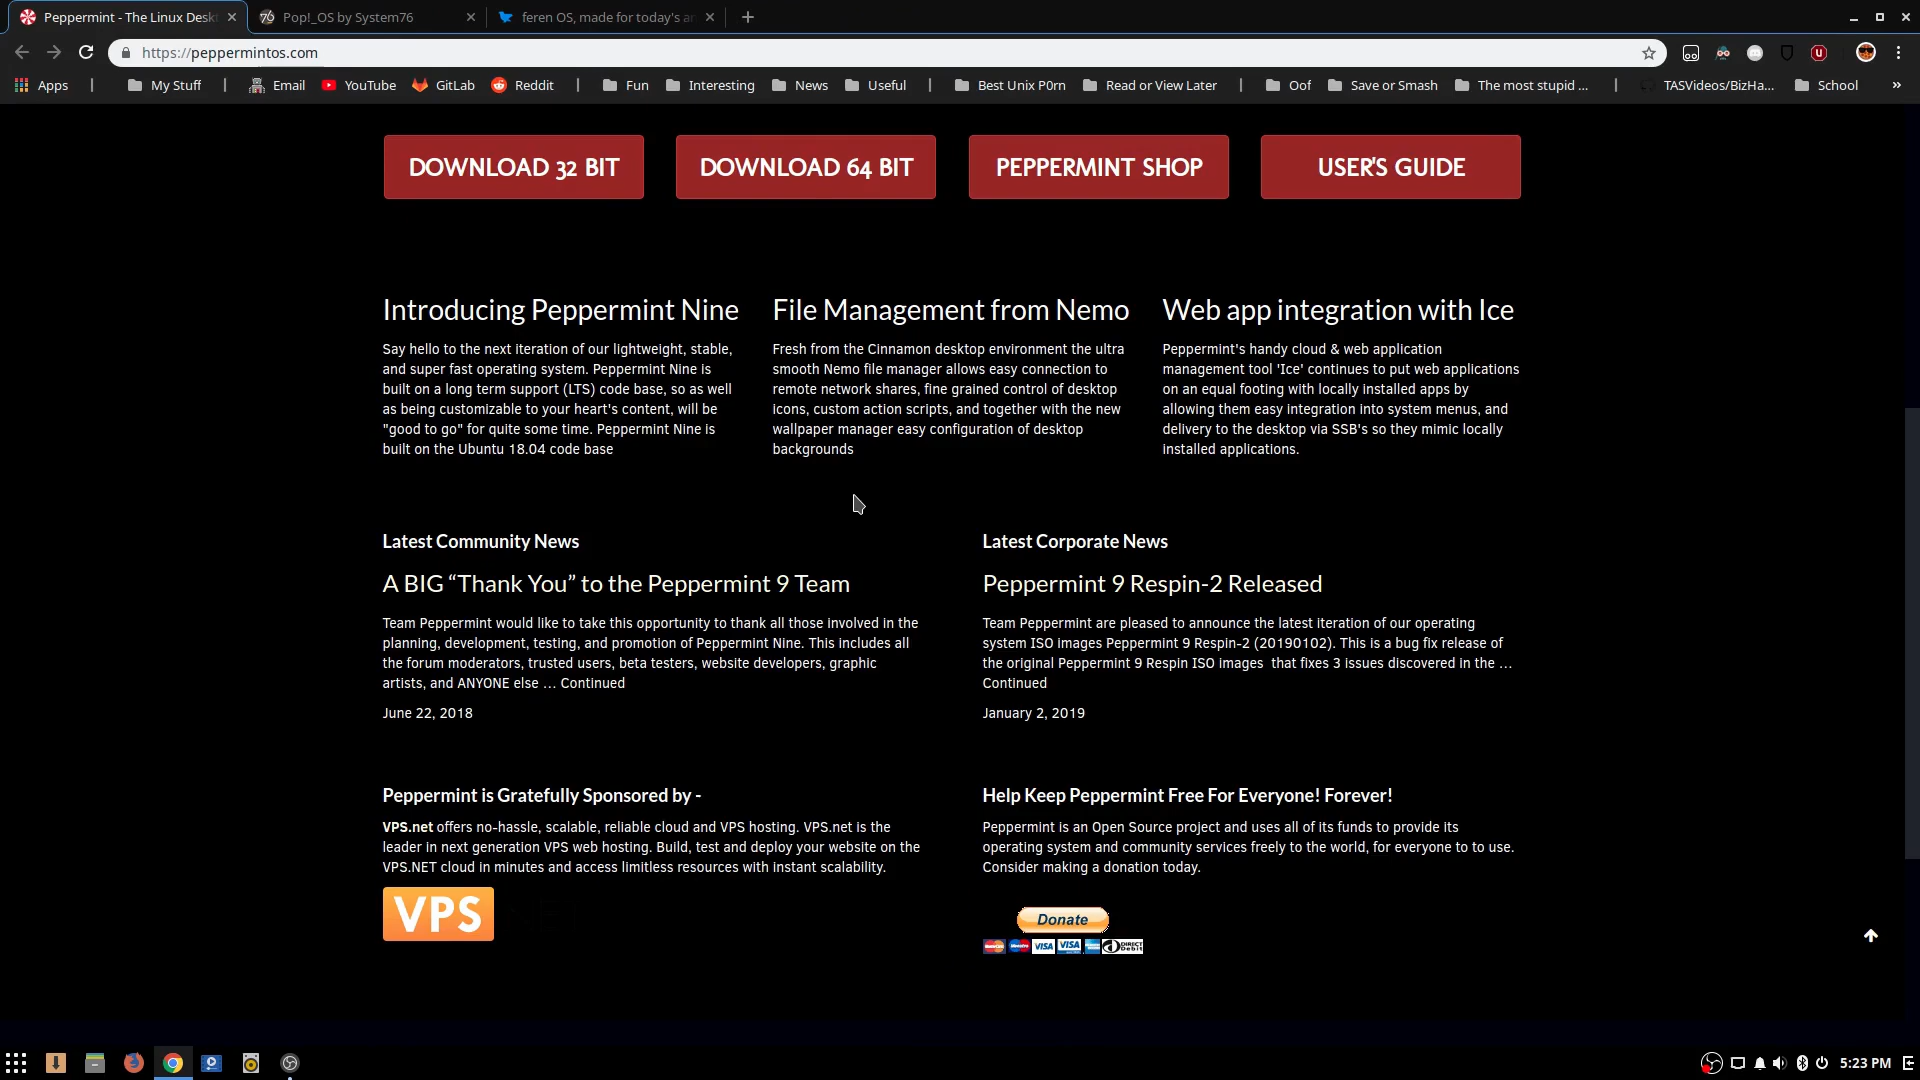 Peppermint - The Linux Desk
Pop!_OS by System76
feren OS, made for today's a
https://peppermintos.com
Apps
My Stuff
Email
YouTube
GitLab
Reddit
Fun
Interesting
News
Useful
Best Unix P0rn
Read or View Later
Oof
Save or Smash
The most stupid ...
TASVideos/BizHa...
School
»
DOWNLOAD 32 BIT
DOWNLOAD 64 BIT
PEPPERMINT SHOP
USER'S GUIDE
Introducing Peppermint Nine
Say hello to the next iteration of our lightweight, stable,
and super fast operating system. Peppermint Nine is
built on a long term support (LTS) code base, so as well
as being customizable to your heart's content, will be
"good to go" for quite some time. Peppermint Nine is
built on the Ubuntu 18.04 code base
File Management from Nemo
Fresh from the Cinnamon desktop environment the ultra
smooth Nemo file manager allows easy connection to
remote network shares, fine grained control of desktop
icons, custom action scripts, and together with the new
wallpaper manager easy configuration of desktop
backgrounds
Web app integration with Ice
Peppermint's handy cloud & web application
management tool 'Ice' continues to put web applications
on an equal footing with locally installed apps by
allowing them easy integration into system menus, and
delivery to the desktop via SSB's so they mimic locally
installed applications.
Latest Community News
A BIG “Thank You” to the Peppermint 9 Team
Team Peppermint would like to take this opportunity to thank all those involved in the
planning, development, testing, and promotion of Peppermint Nine. This includes all
the forum moderators, trusted users, beta testers, website developers, graphic
artists, and ANYONE else … Continued
June 22, 2018
Latest Corporate News
Peppermint 9 Respin-2 Released
Team Peppermint are pleased to announce the latest iteration of our operating
system ISO images Peppermint 9 Respin-2 (20190102). This is a bug fix release of
the original Peppermint 9 Respin ISO images  that fixes 3 issues discovered in the …
Continued
January 2, 2019
Peppermint is Gratefully Sponsored by -
VPS.net offers no-hassle, scalable, reliable cloud and VPS hosting. VPS.net is the
leader in next generation VPS web hosting. Build, test and deploy your website on the
VPS.NET cloud in minutes and access limitless resources with instant scalability.
VPS
Help Keep Peppermint Free For Everyone! Forever!
Peppermint is an Open Source project and uses all of its funds to provide its
operating system and community services freely to the world, for everyone to to use.
Consider making a donation today.
Donate
VISA
VISA
DIRECT
Debit
5:23 PM